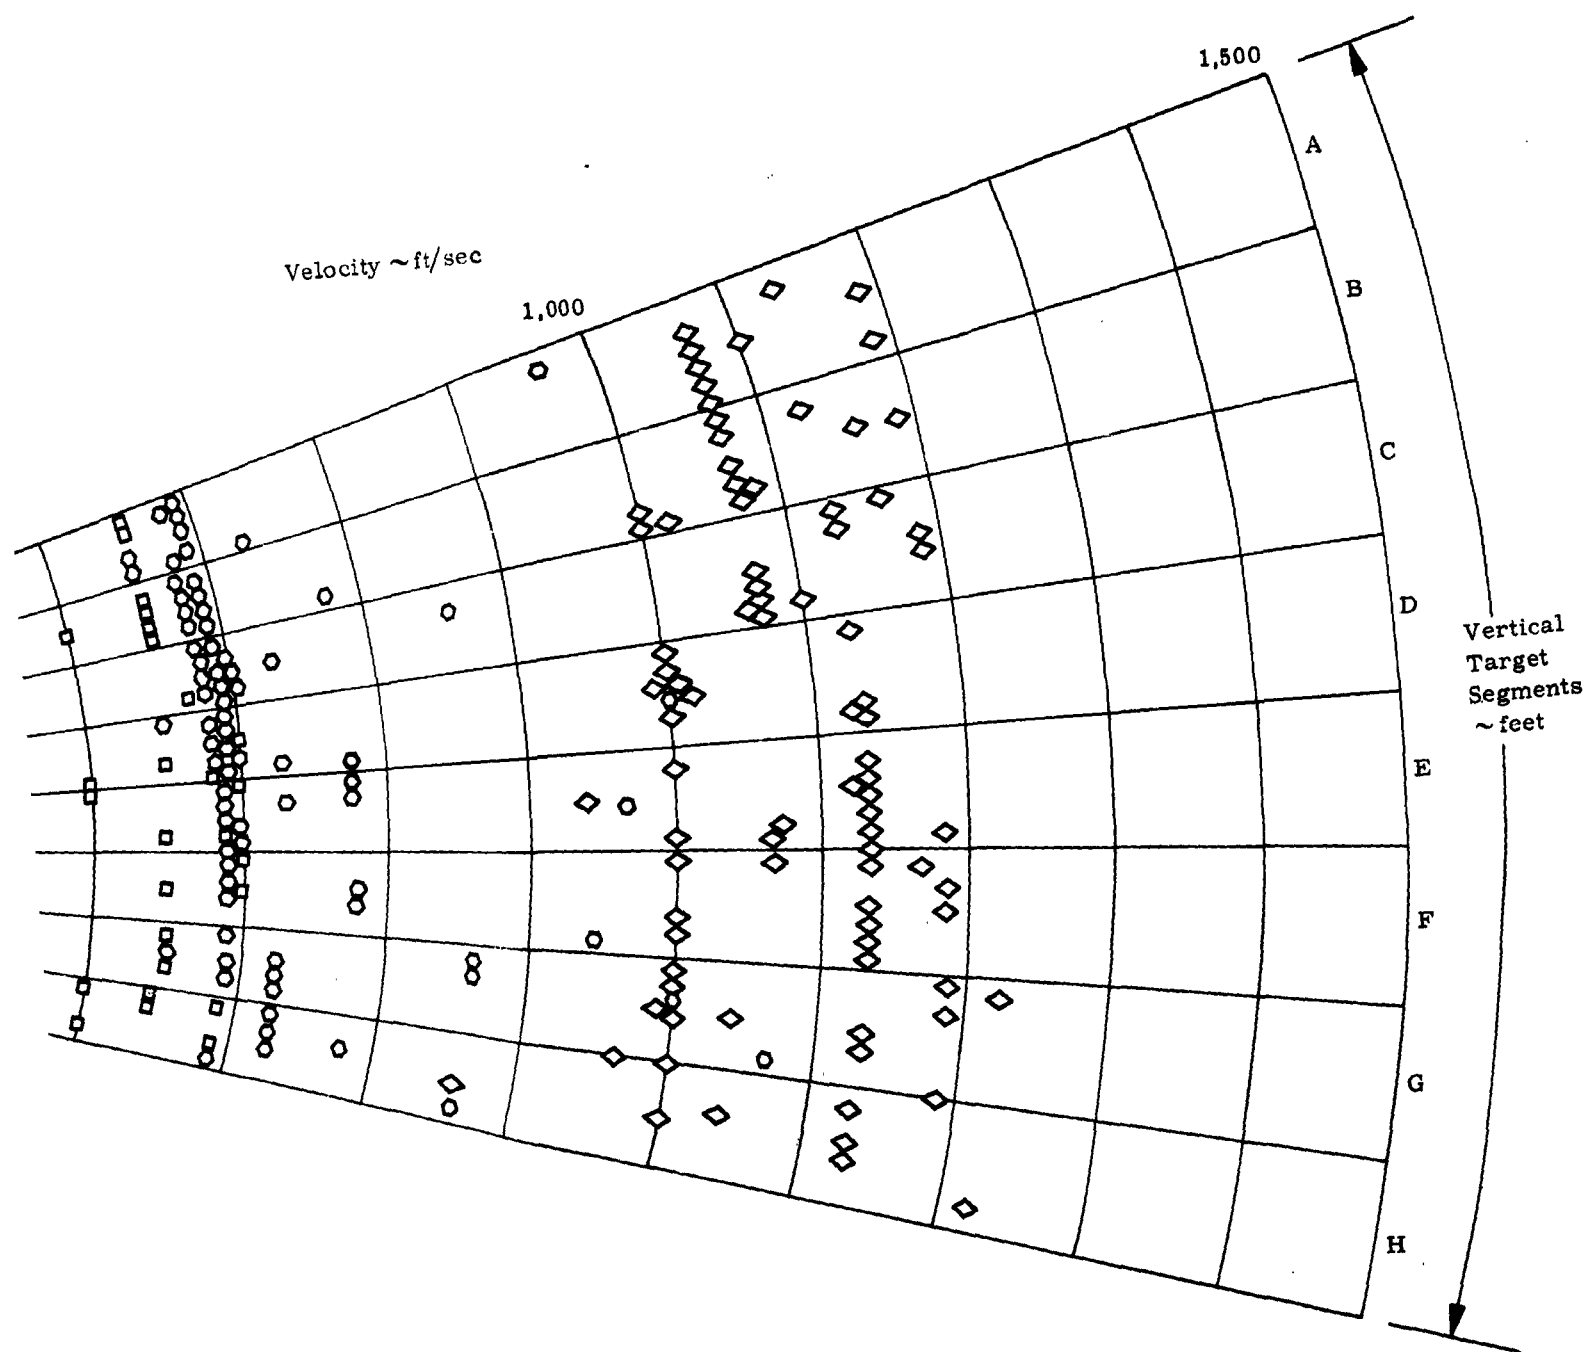 1,500
A
B
Velocity ~ft/sec
1,000
C
D
Vertical
Target
Segments
~ feet
E
F
G
H